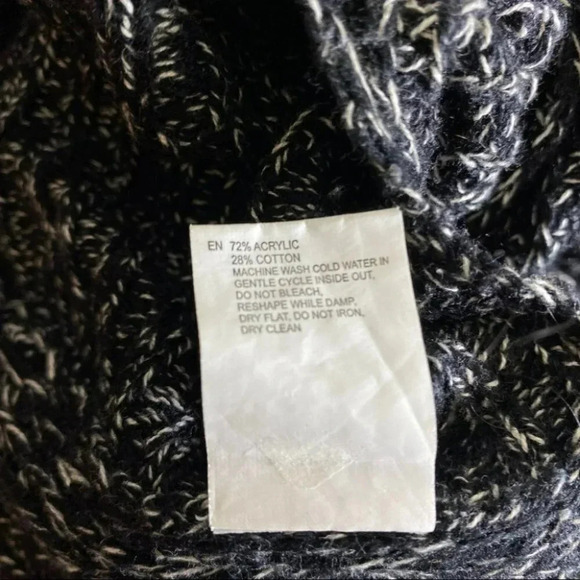 EN 72% ACRYLIC
28% COTTON
MACHINE WASH COLD WATER IN
GENTLE CYCLE INSIDE OUT,
DO NOT BLEACH,
RESHAPE WHILE DAMP,
DRY FLAT, DO NOT IRON,
DRY CLEAN